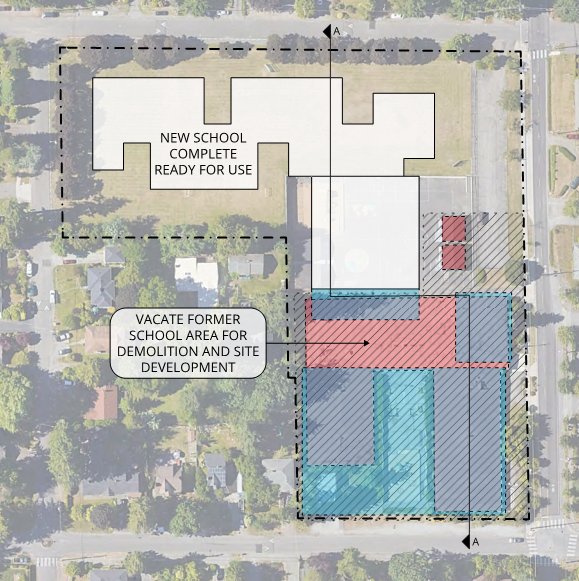 A
NEW SCHOOL
COMPLETE
READY FOR USE
VACATE FORMER
SCHOOL AREA FOR
DEMOLITION AND SITE
DEVELOPMENT
A